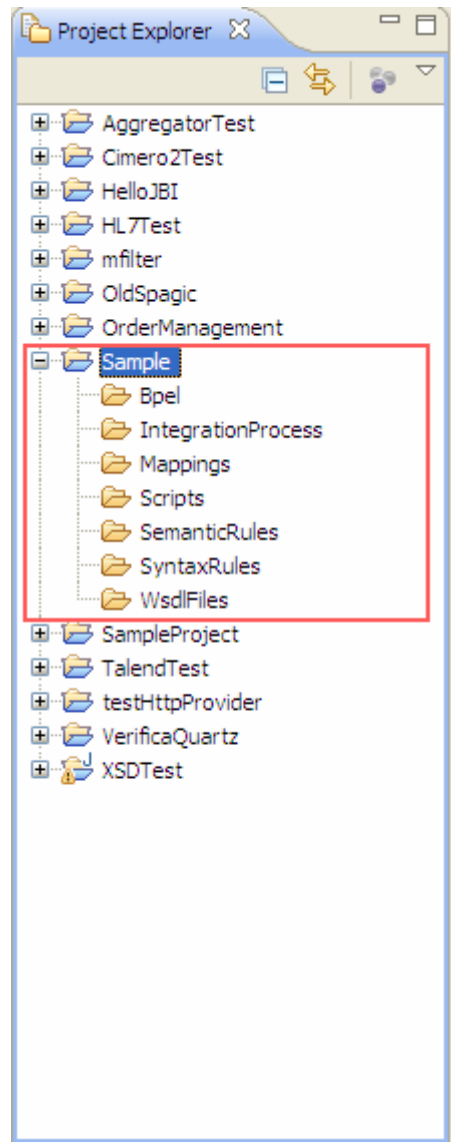 Project Explorer
AggregatorTest
Cimero2Test
HelloJBI
HL7Test
mfilter
OldSpagic
OrderManagement
Sample
Bpel
IntegrationProcess
Mappings
Scripts
SemanticRules
SyntaxRules
WsdlFiles
SampleProject
TalendTest
testHttpProvider
VerificaQuartz
XSDTest